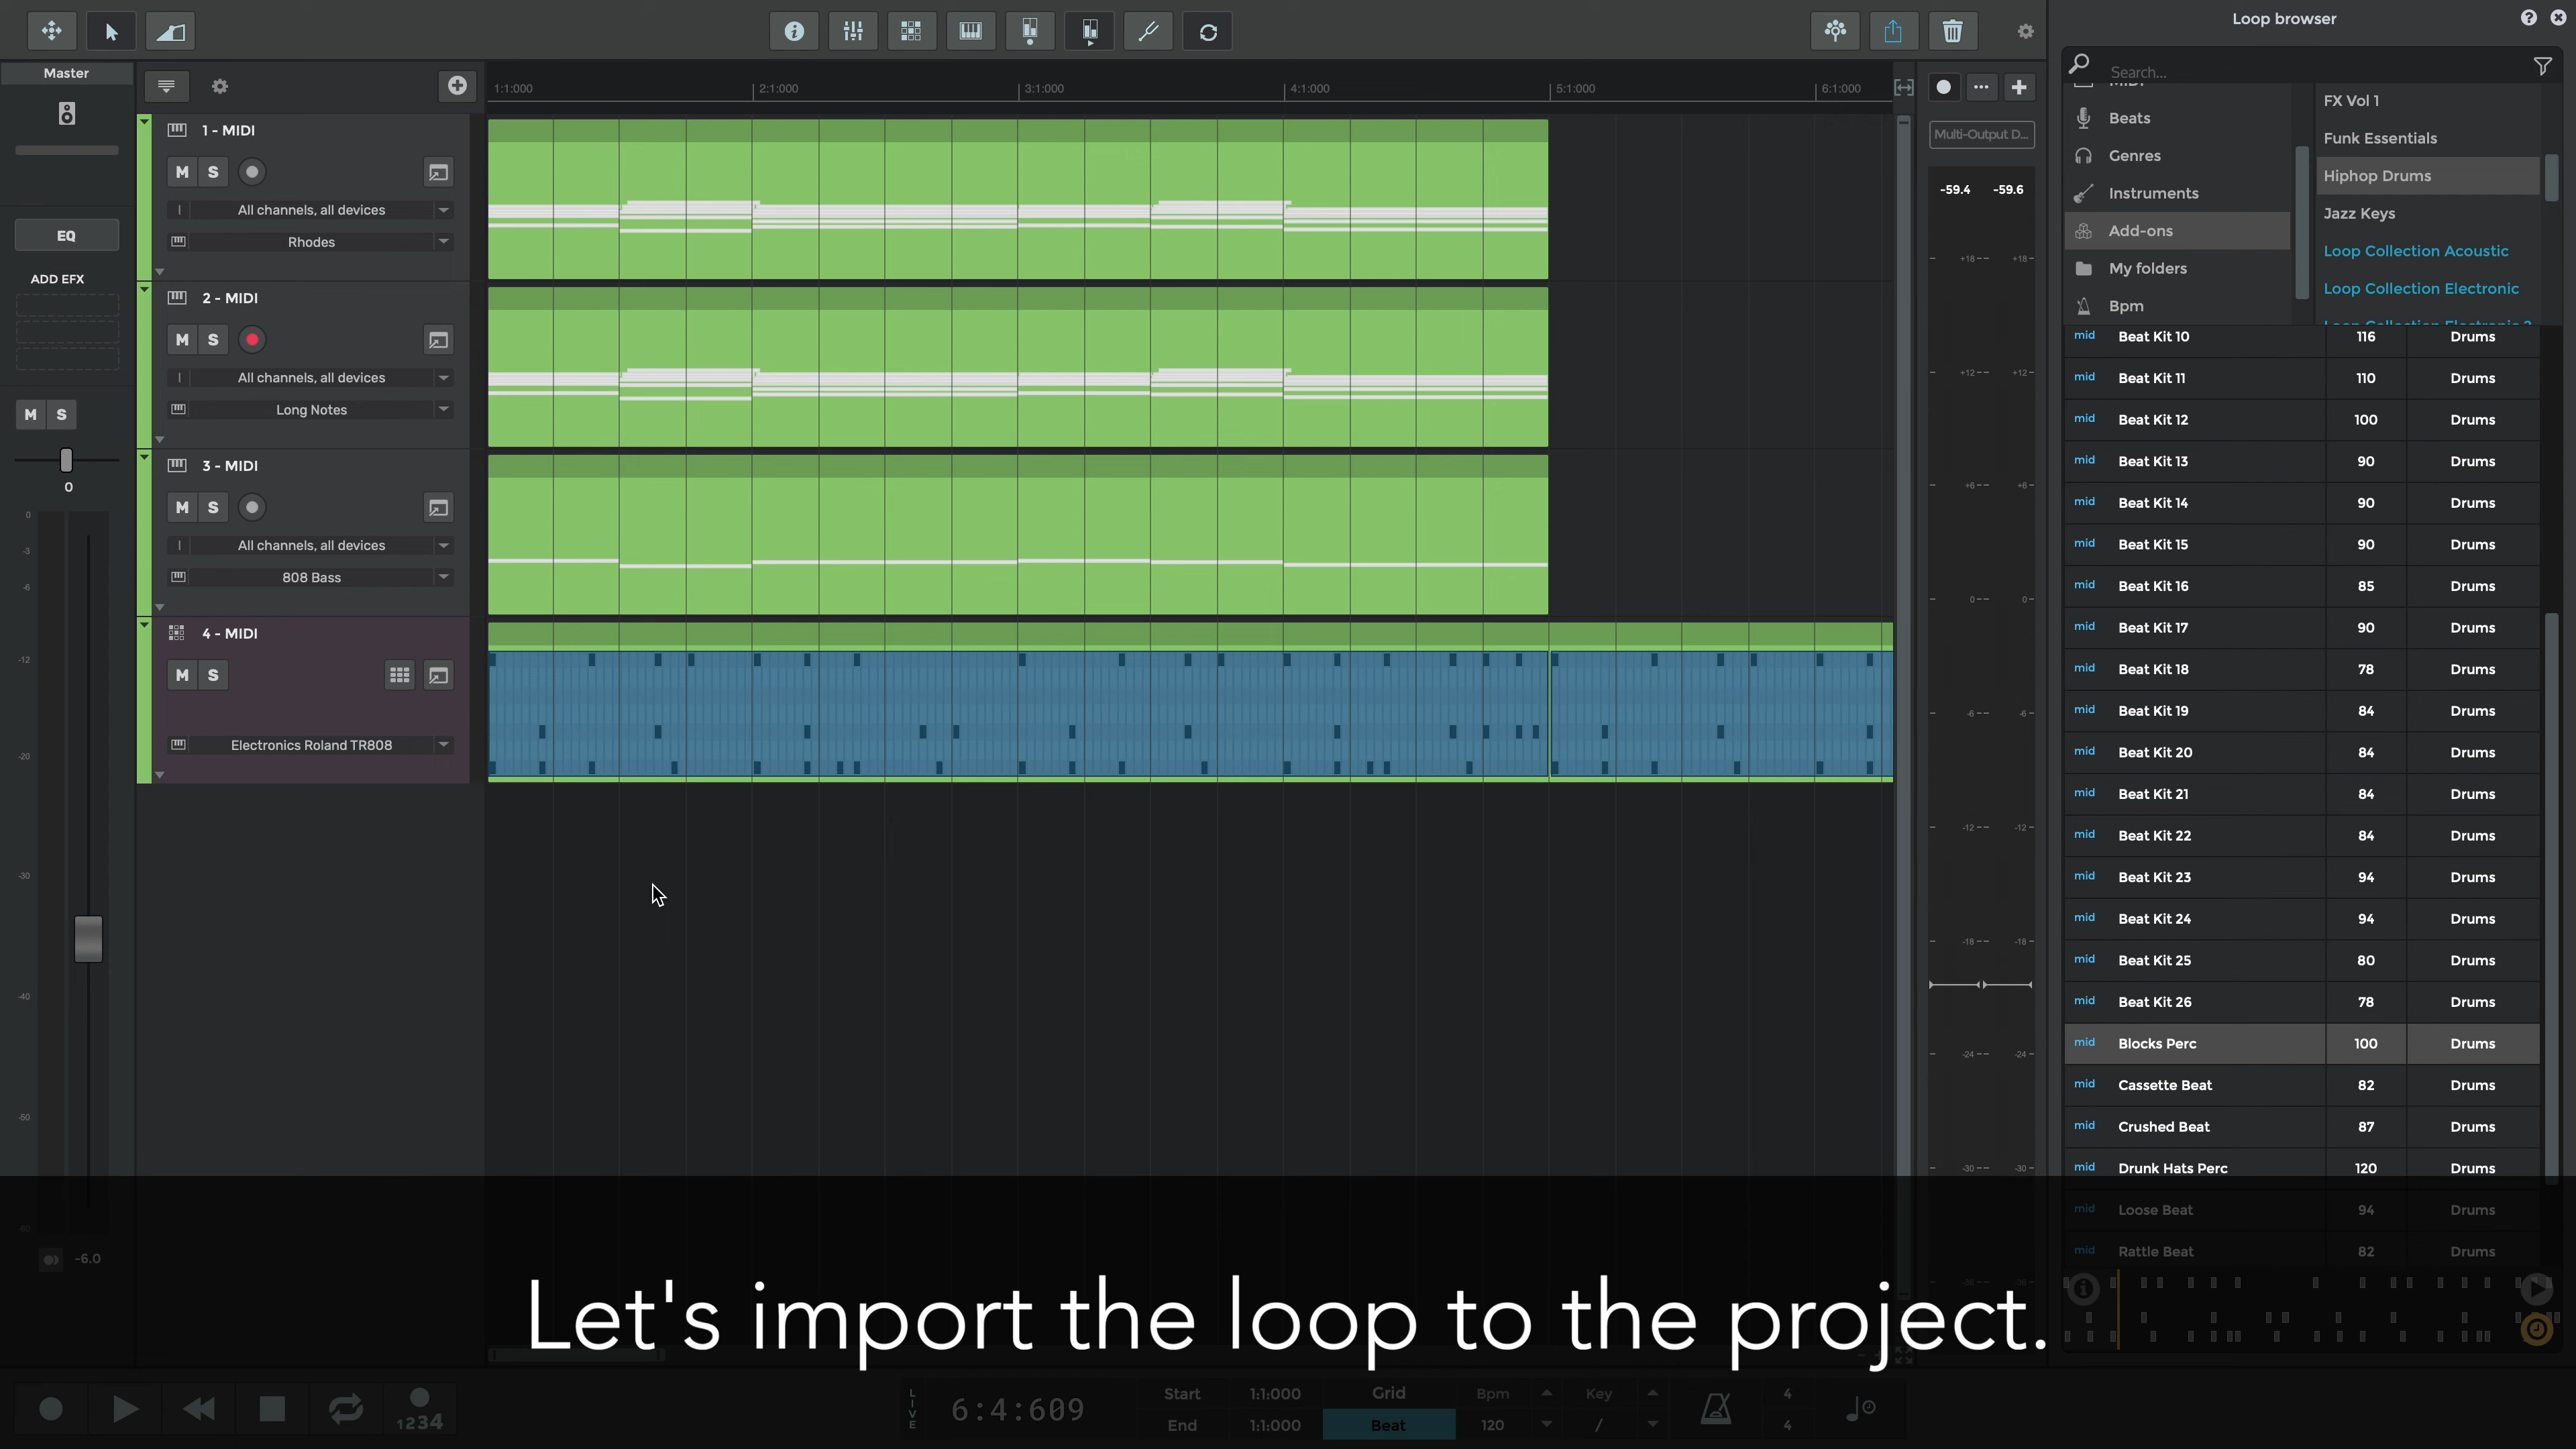 Loop browser
Search...
Master
1:1:000
2:1:000
3:1:000
4:1:000
5:1:000
6:1:000
MIDI
Beats
Genres
Instruments
Add-ons
My folders
Bpm
FX Vol 1
Funk Essentials
Hiphop Drums
Jazz Keys
Loop Collection Acoustic
Loop Collection Electronic
Loop Collection Electronic 2
Multi-Output D...
-59.4 -59.6
+18 +18
+12 +12
+6 +6
0 0
-6 -6
-12 -12
-18 -18
-24 -24
-30 -30
-36 -36
EQ
ADD EFX
M S
0
0
-3
-6
-12
-20
-30
-40
-50
-60
-6.0
1 - MIDI
M S
All channels, all devices
Rhodes
2 - MIDI
M S
All channels, all devices
Long Notes
3 - MIDI
M S
All channels, all devices
808 Bass
4 - MIDI
M S
Electronics Roland TR808
mid Beat Kit 10 116 Drums
mid Beat Kit 11 110 Drums
mid Beat Kit 12 100 Drums
mid Beat Kit 13 90 Drums
mid Beat Kit 14 90 Drums
mid Beat Kit 15 90 Drums
mid Beat Kit 16 85 Drums
mid Beat Kit 17 90 Drums
mid Beat Kit 18 78 Drums
mid Beat Kit 19 84 Drums
mid Beat Kit 20 84 Drums
mid Beat Kit 21 84 Drums
mid Beat Kit 22 84 Drums
mid Beat Kit 23 94 Drums
mid Beat Kit 24 94 Drums
mid Beat Kit 25 80 Drums
mid Beat Kit 26 78 Drums
mid Blocks Perc 100 Drums
mid Cassette Beat 82 Drums
mid Crushed Beat 87 Drums
mid Drunk Hats Perc 120 Drums
mid Loose Beat 94 Drums
mid Rattle Beat 82 Drums
Let's import the loop to the project.
1234
LIVE
6:4:609
Start 1:1:000
End 1:1:000
Grid
Beat
Bpm
120
Key
/
4
4